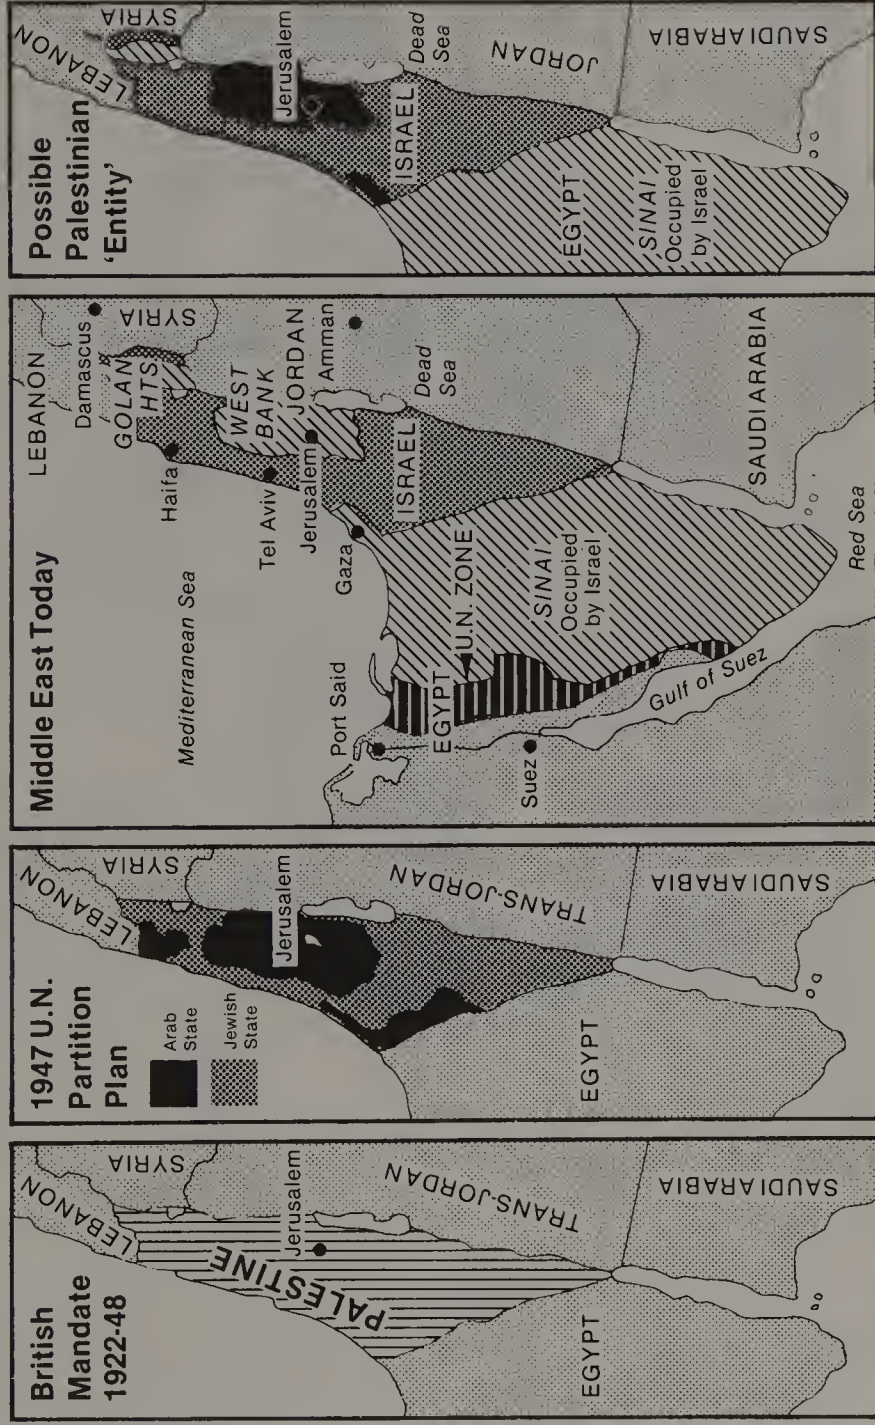 British
Mandate
1922-48
LEBANON
SYRIA
PALESTINE
Jerusalem
TRANS-JORDAN
EGYPT
SAUDI ARABIA
1947 U.N.
Partition
Plan
Arab
State
Jewish
State
LEBANON
SYRIA
Jerusalem
TRANS-JORDAN
EGYPT
SAUDI ARABIA
Middle East Today
LEBANON
Damascus
SYRIA
GOLAN
HTS.
Haifa
Mediterranean Sea
WEST
BANK
Tel Aviv
JORDAN
Jerusalem
Amman
Gaza
Port Said
Dead
Sea
ISRAEL
EGYPT
U.N. ZONE
Suez
SINAI
Occupied
by Israel
Gulf of Suez
SAUDI ARABIA
Red Sea
Possible
Palestinian
'Entity'
LEBANON
SYRIA
Jerusalem
Dead
Sea
ISRAEL
JORDAN
EGYPT
SINAI
Occupied
by Israel
SAUDI ARABIA